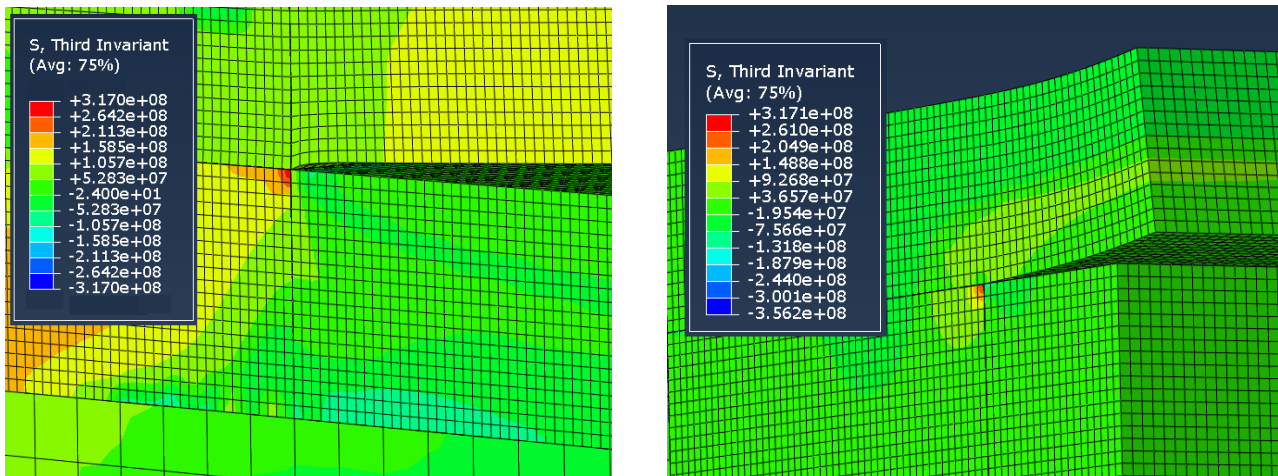 S, Third Invariant
(Avg: 75%)
+3.170e+08
+2.642e+08
+2.113e+08
+1.585e+08
+1.057e+08
+5.283e+07
-2.400e+01
-5.283e+07
-1.057e+08
-1.585e+08
-2.113e+08
-2.642e+08
-3.170e+08
S, Third Invariant
(Avg: 75%)
+3.171e+08
+2.610e+08
+2.049e+08
+1.488e+08
+9.268e+07
+3.657e+07
-1.954e+07
-7.566e+07
-1.318e+08
-1.879e+08
-2.440e+08
-3.001e+08
-3.562e+08